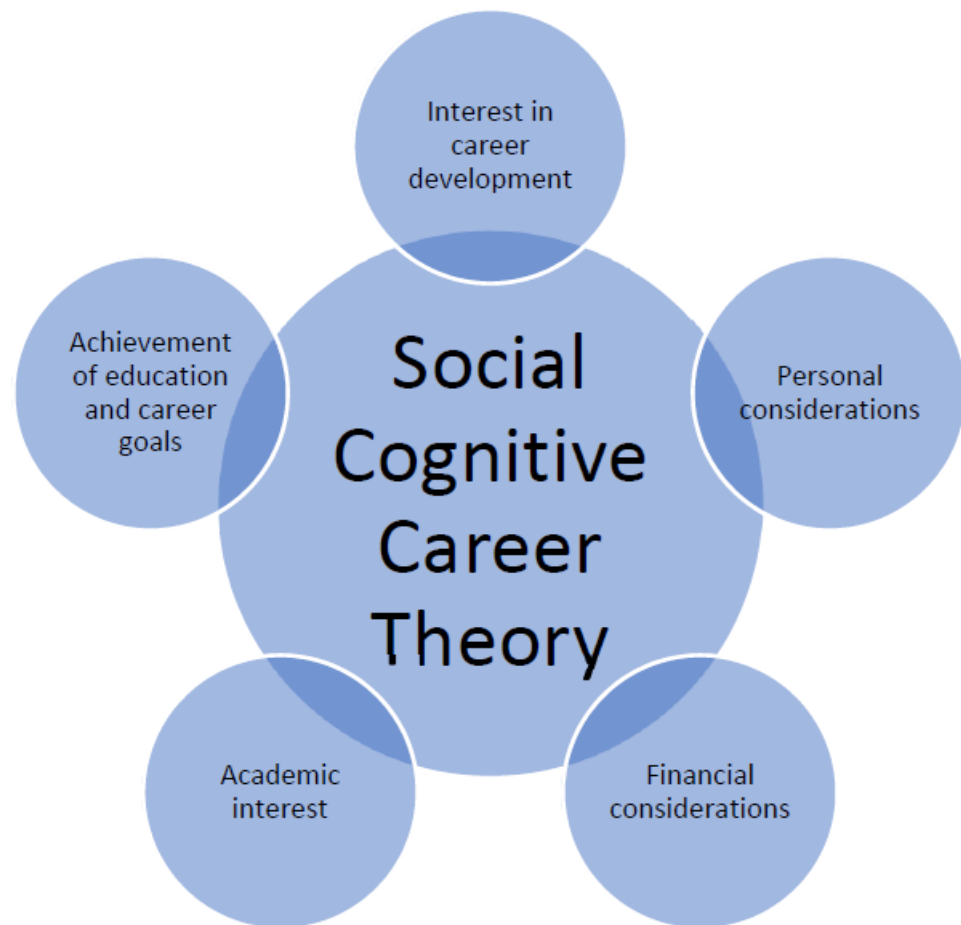 Interest in
career
development
Achievement
of education
and career
goals
Social
Cognitive
Career
Theory
Personal
considerations
Academic
interest
Financial
considerations